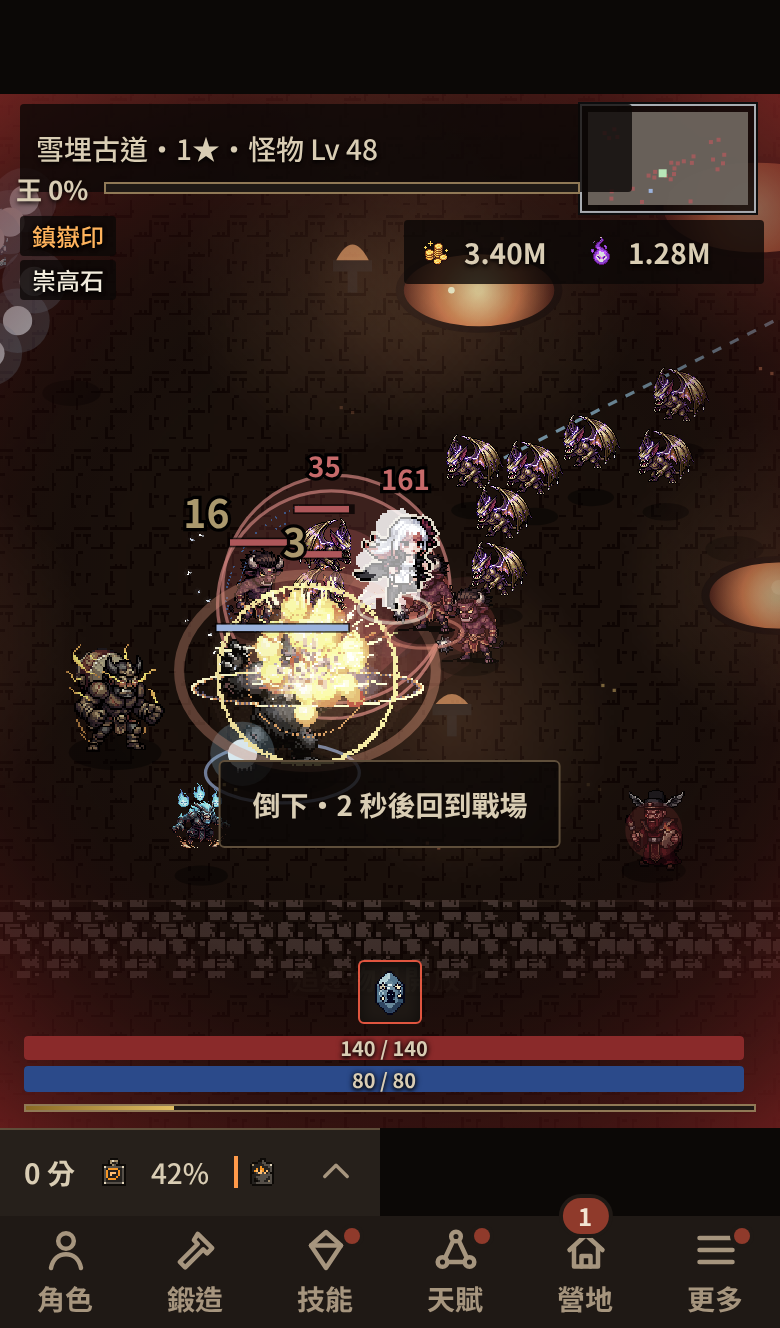 雪埋古道・1★・怪物 Lv 48
王 0%
鎮嶽印
崇高石
3.40M
1.28M
35
161
16
3
倒下・2 秒後回到戰場
140 / 140
80 / 80
0 分
42%
1
角色
鍛造
技能
天賦
營地
更多